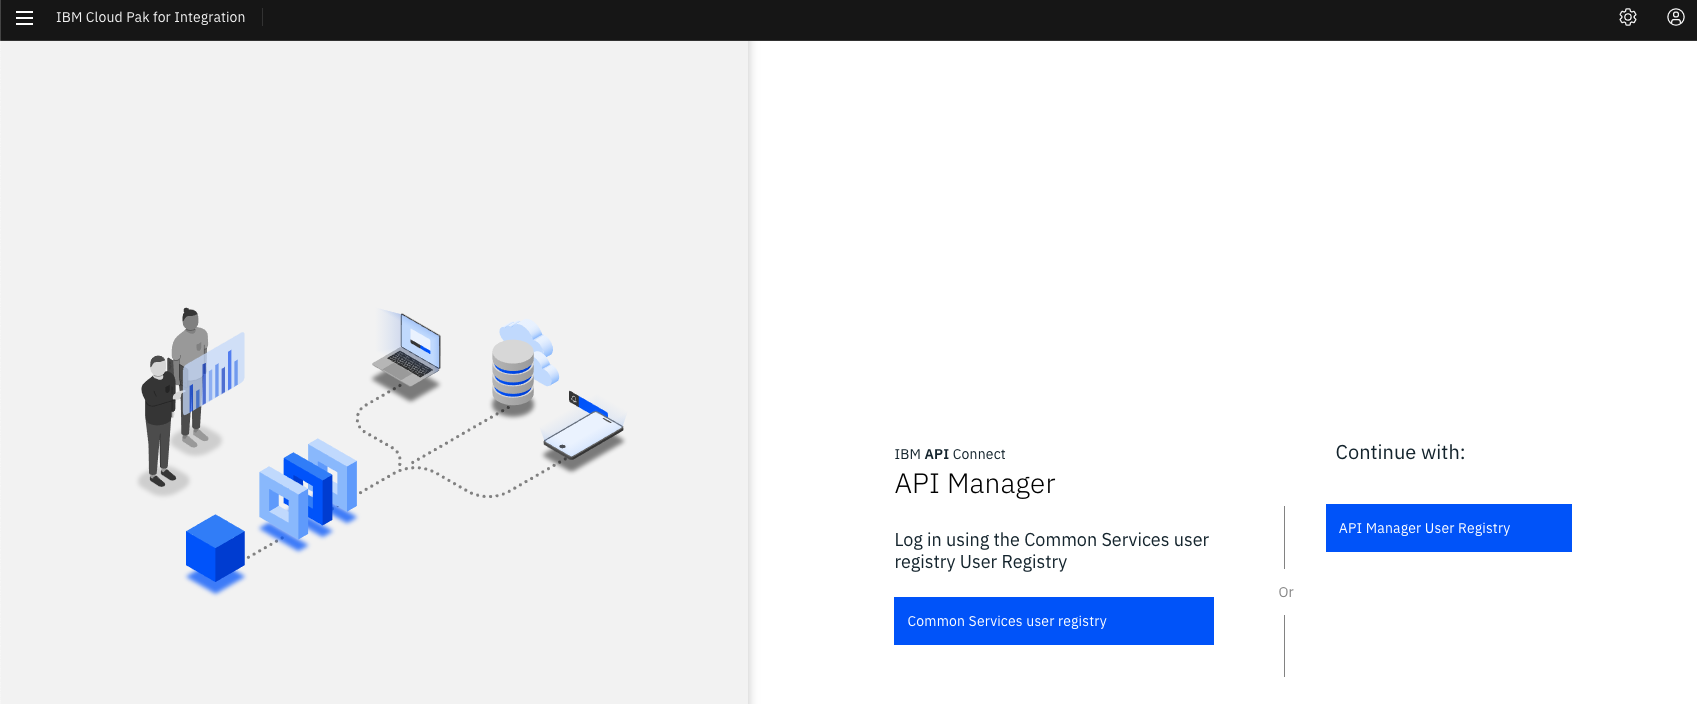 IBM Cloud Pak for Integration
IBM API Connect
API Manager
Log in using the Common Services user
registry User Registry
Common Services user registry
Or
Continue with:
API Manager User Registry